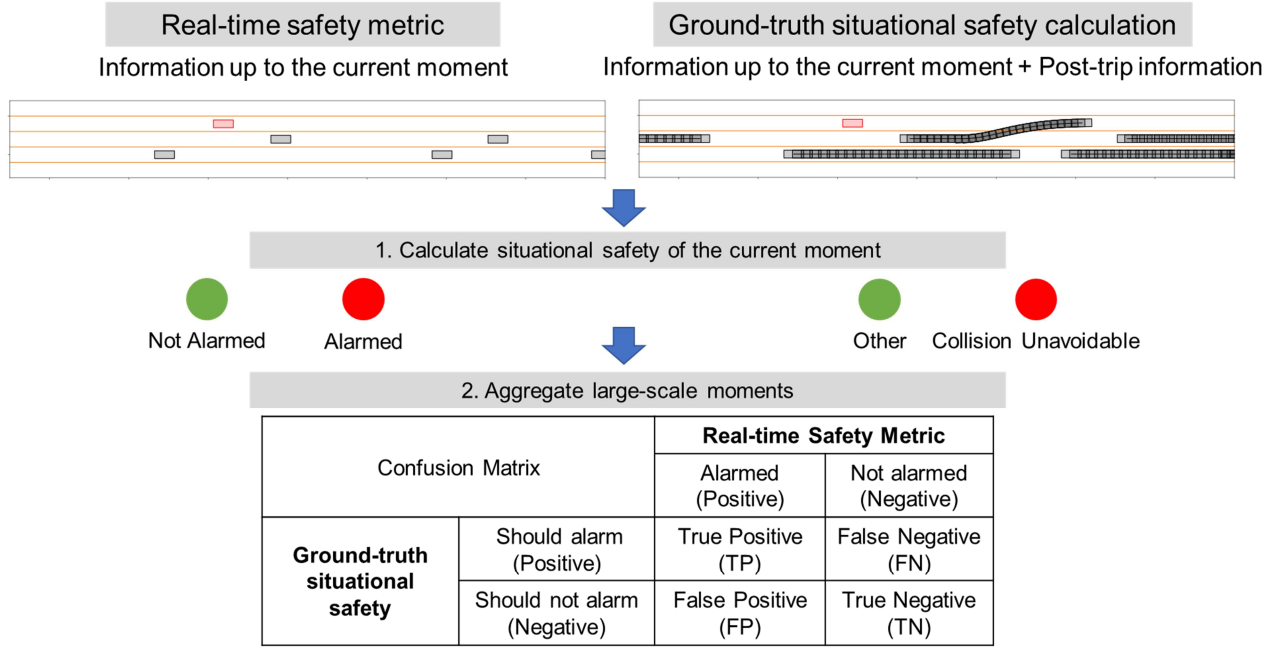 Real-time safety metric
Ground-truth situational safety calculation
Information up to the current moment
Information up to the current moment + Post-trip information
1. Calculate situational safety of the current moment
Not Alarmed
Alarmed
Other
Collision Unavoidable
2. Aggregate large-scale moments
Confusion Matrix
Real-time Safety Metric
Alarmed
(Positive)
Not alarmed
(Negative)
Ground-truth
situational
safety
Should alarm
(Positive)
True Positive
(TP)
False Negative
(FN)
Should not alarm
(Negative)
False Positive
(FP)
True Negative
(TN)